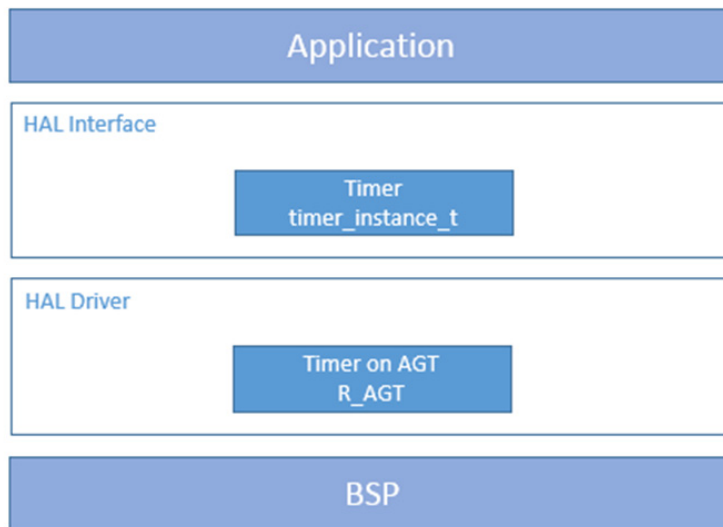 Application
HAL Interface
Timer
timer_instance_t
HAL Driver
Timer on AGT
R_AGT
BSP